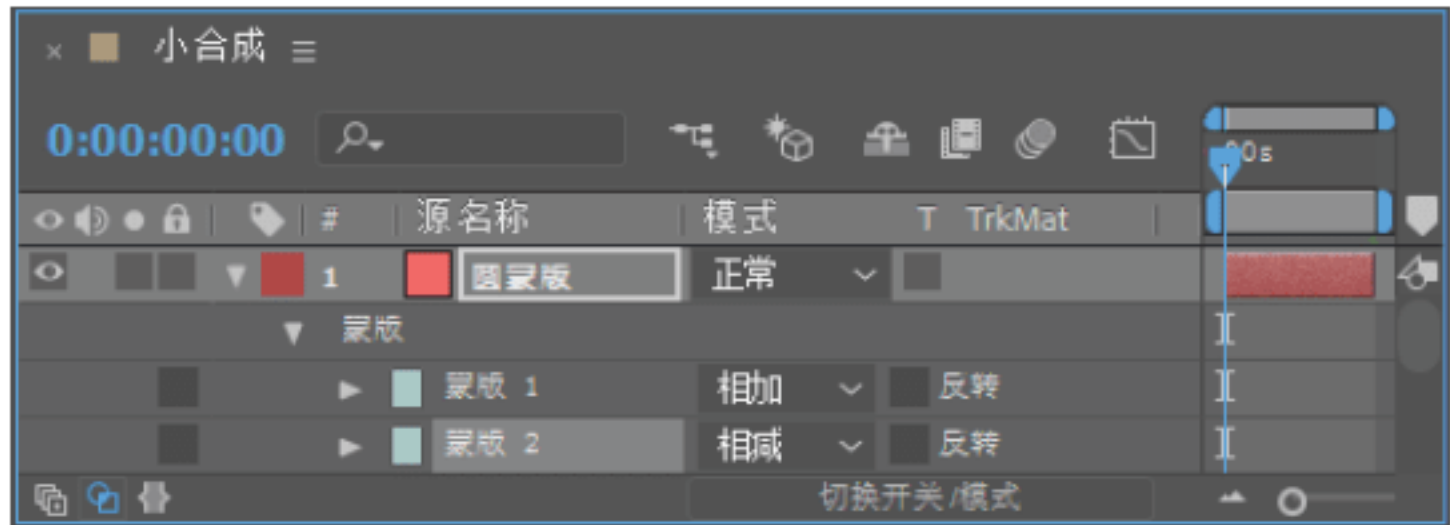 小合成
0:00:00:00
00s
# 源名称 模式 T TrkMat
1 圆蒙版 正常
蒙版
蒙版 1 相加 反转
蒙版 2 相减 反转
切换开关/模式